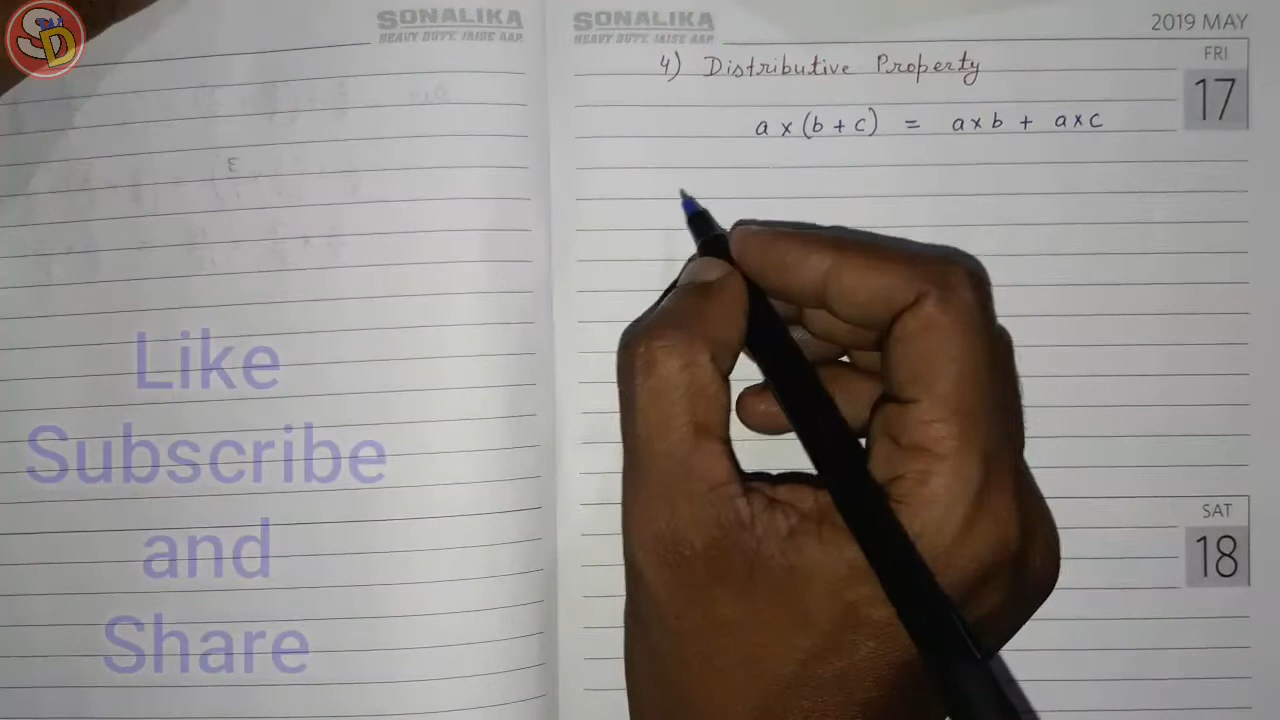 SD
SONALIKA
HEAVY DUTY. JAISE AAP.
Like
Subscribe
and
Share
SONALIKA
HEAVY DUTY. JAISE AAP.
2019 MAY
FRI
17
4) Distributive Property
a × (b + c) = a×b + a×c
SAT
18